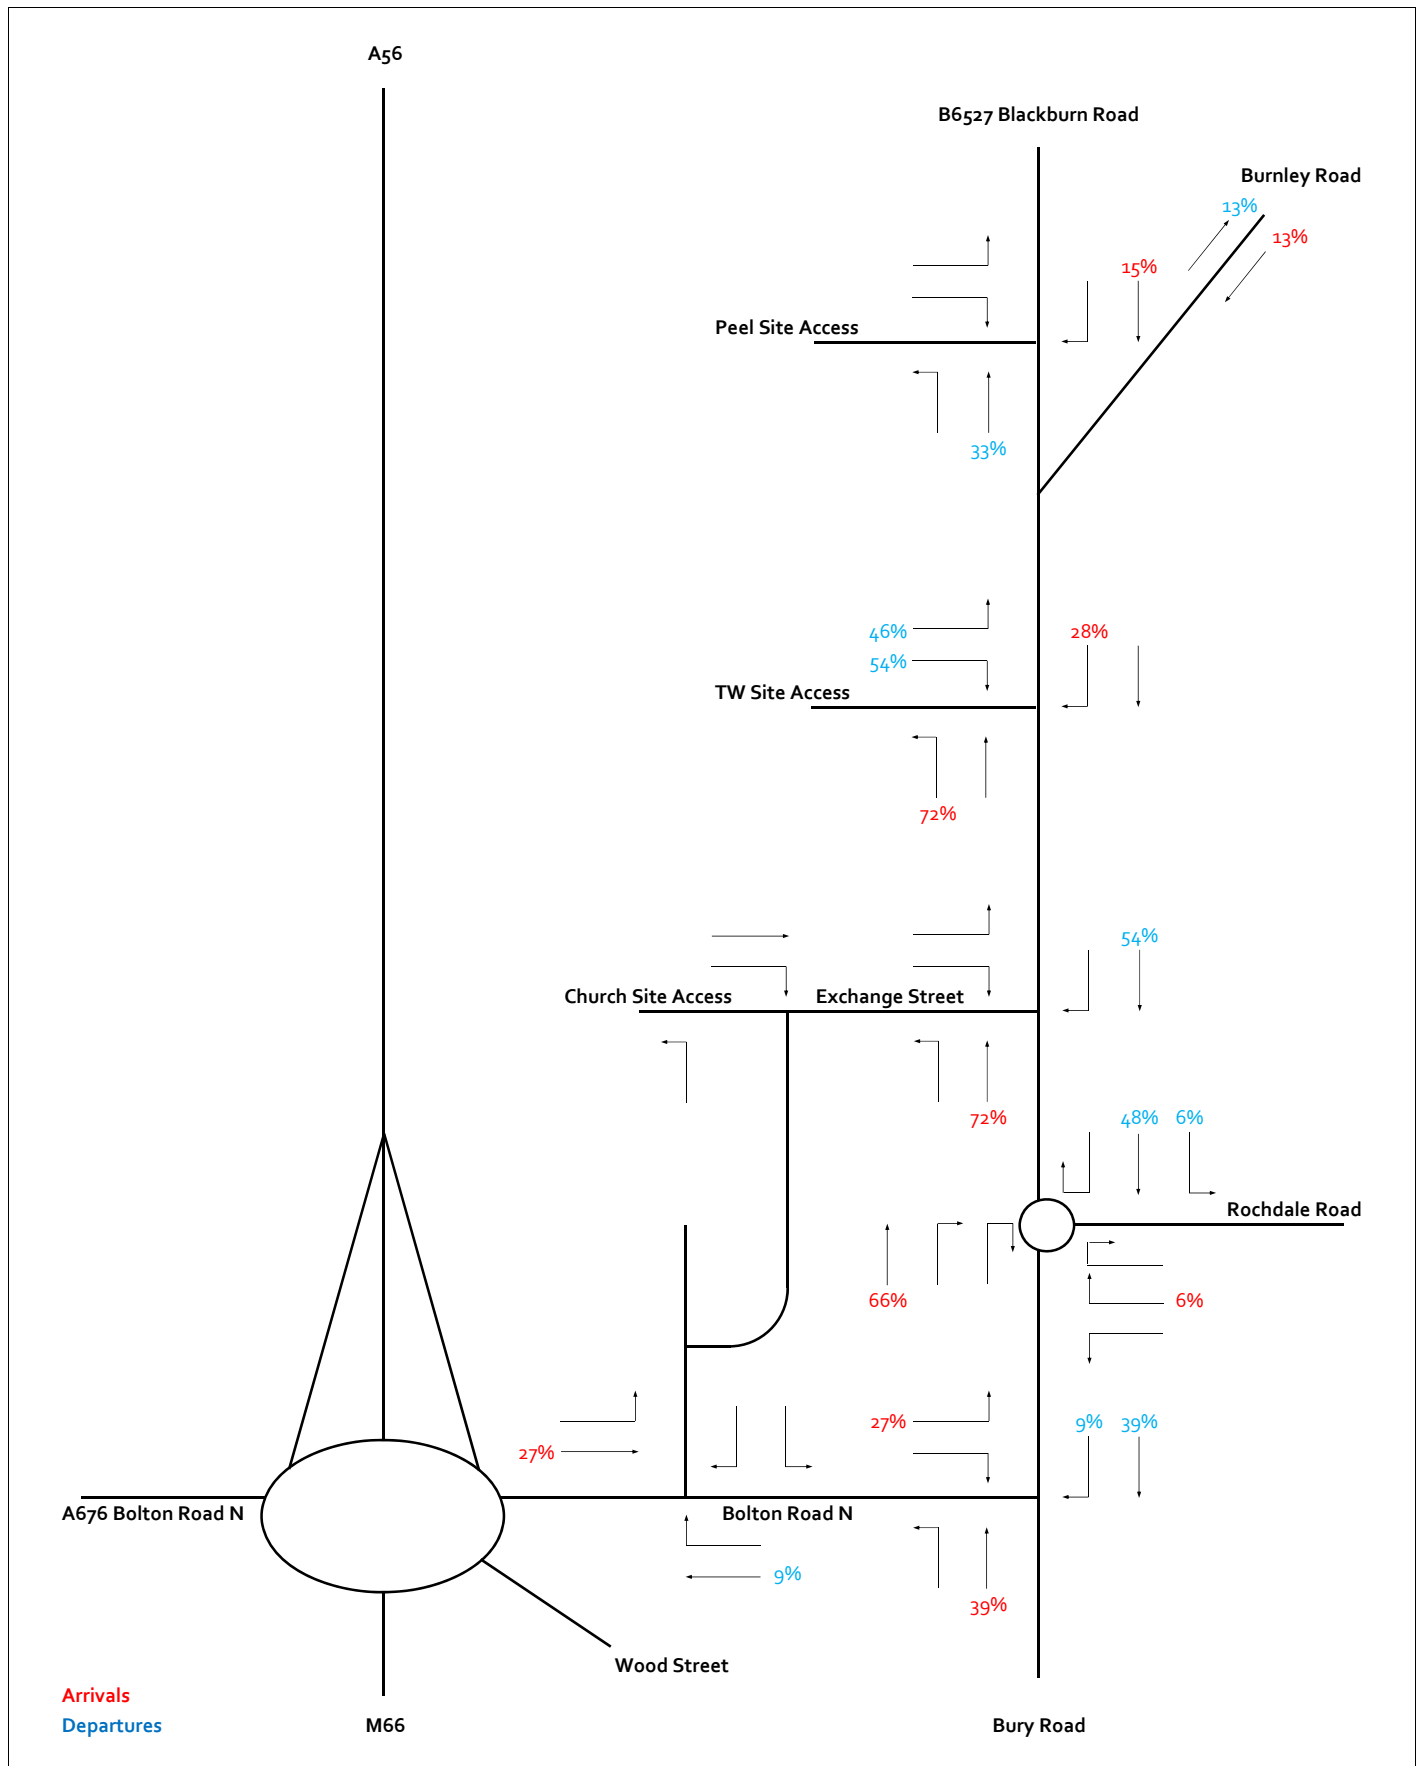 A56
B6527 Blackburn Road
Burnley Road
13%
13%
15%
Peel Site Access
33%
46%
28%
54%
TW Site Access
72%
54%
Church Site Access
Exchange Street
72%
48%
6%
Rochdale Road
66%
6%
27%
27%
9%
39%
A676 Bolton Road N
Bolton Road N
9%
39%
Wood Street
Arrivals
Departures
M66
Bury Road